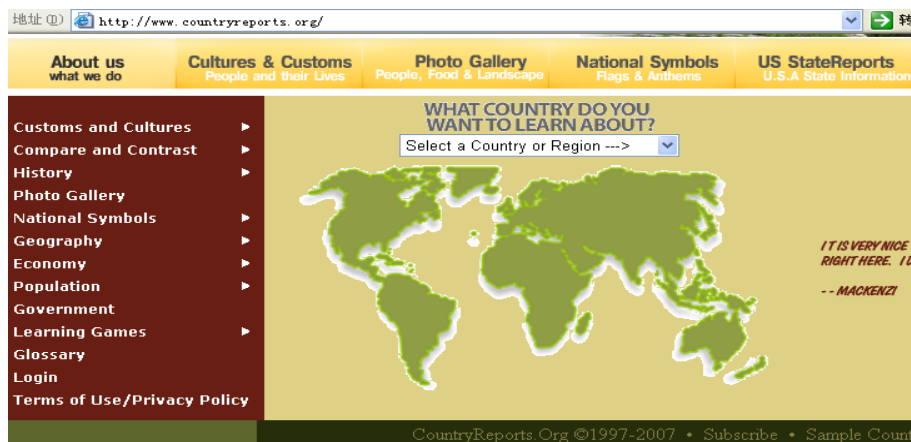 地址(D) http://www.countryreports.org/
About us
what we do
Cultures & Customs
People and their Lives
Photo Gallery
People, Food & Landscape
National Symbols
Flags & Anthems
US StateReports
U.S.A State Information
Customs and Cultures
Compare and Contrast
History
Photo Gallery
National Symbols
Geography
Economy
Population
Government
Learning Games
Glossary
Login
Terms of Use/Privacy Policy
WHAT COUNTRY DO YOU
WANT TO LEARN ABOUT?
Select a Country or Region --->
IT IS VERY NICE
RIGHT HERE. I
-- MACKENZI
CountryReports.Org ©1997-2007 • Subscribe • Sample Count